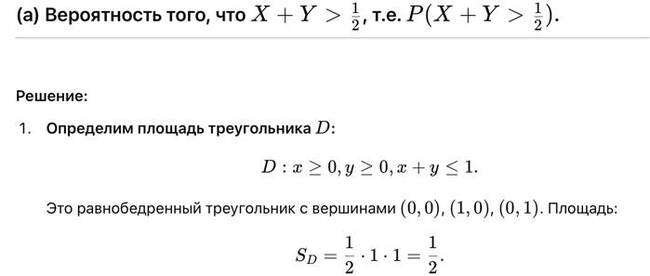 (а) Вероятность того, что X + Y > 1/2, т.е. P(X + Y > 1/2).
Решение:
1. Определим площадь треугольника D:
D : x ≥ 0, y ≥ 0, x + y ≤ 1.
Это равнобедренный треугольник с вершинами (0, 0), (1, 0), (0, 1). Площадь:
S_D = 1/2 · 1 · 1 = 1/2.